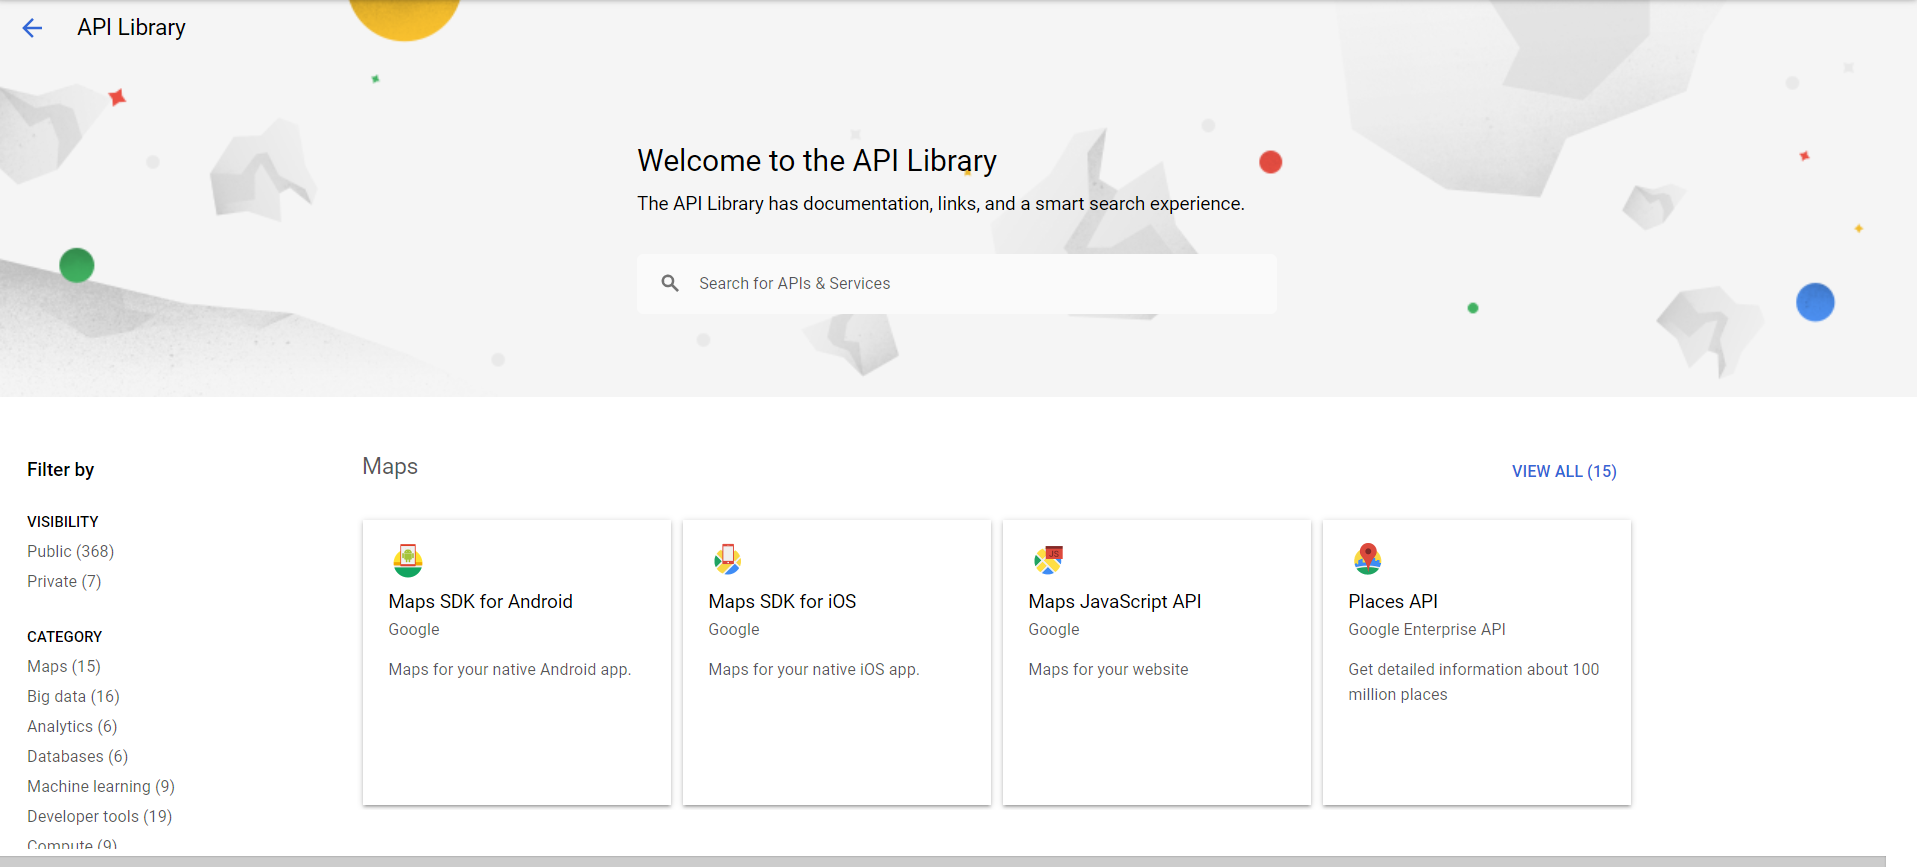 API Library
Welcome to the API Library
The API Library has documentation, links, and a smart search experience.
Search for APIs & Services
Filter by
VISIBILITY
Public (368)
Private (7)
CATEGORY
Maps (15)
Big data (16)
Analytics (6)
Databases (6)
Machine learning (9)
Developer tools (19)
Compute (9)
Maps
VIEW ALL (15)
Maps SDK for Android
Google
Maps for your native Android app.
Maps SDK for iOS
Google
Maps for your native iOS app.
JS
Maps JavaScript API
Google
Maps for your website
Places API
Google Enterprise API
Get detailed information about 100
million places